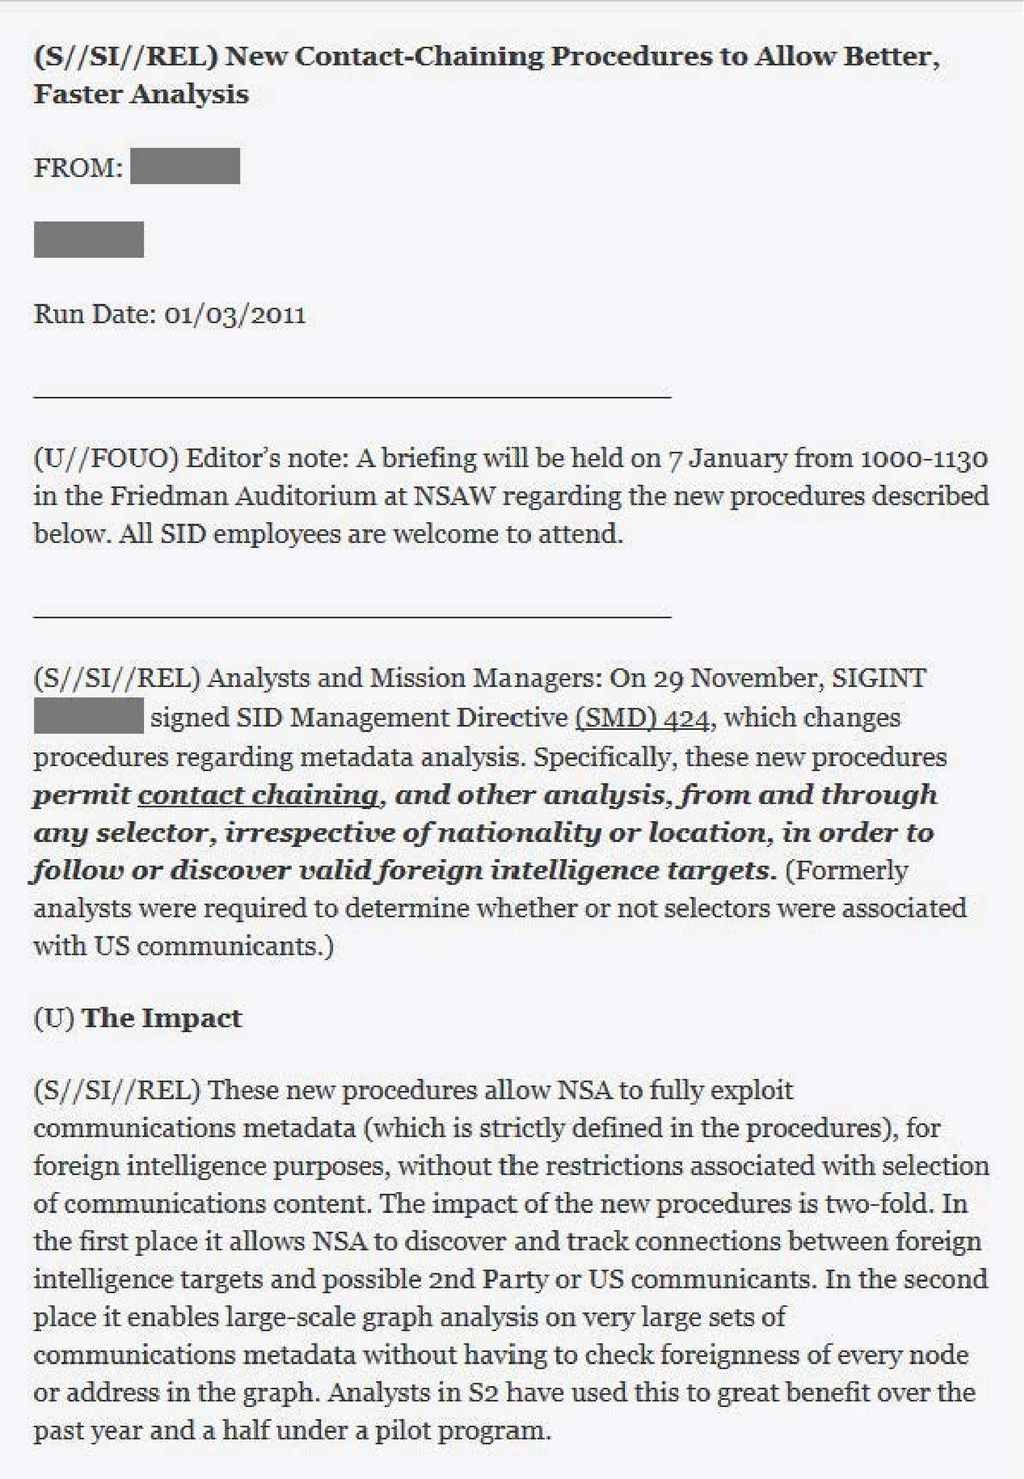 (S//SI//REL) New Contact-Chaining Procedures to Allow Better,
Faster Analysis
FROM:
Run Date: 01/03/2011
(U//FOUO) Editor's note: A briefing will be held on 7 January from 1000-1130
in the Friedman Auditorium at NSAW regarding the new procedures described
below. All SID employees are welcome to attend.
(S//SI//REL) Analysts and Mission Managers: On 29 November, SIGINT
signed SID Management Directive (SMD) 424, which changes
procedures regarding metadata analysis. Specifically, these new procedures
permit contact chaining, and other analysis, from and through
any selector, irrespective of nationality or location, in order to
follow or discover valid foreign intelligence targets. (Formerly
analysts were required to determine whether or not selectors were associated
with US communicants.)
(U) The Impact
(S//SI//REL) These new procedures allow NSA to fully exploit
communications metadata (which is strictly defined in the procedures), for
foreign intelligence purposes, without the restrictions associated with selection
of communications content. The impact of the new procedures is two-fold. In
the first place it allows NSA to discover and track connections between foreign
intelligence targets and possible 2nd Party or US communicants. In the second
place it enables large-scale graph analysis on very large sets of
communications metadata without having to check foreignness of every node
or address in the graph. Analysts in S2 have used this to great benefit over the
past year and a half under a pilot program.